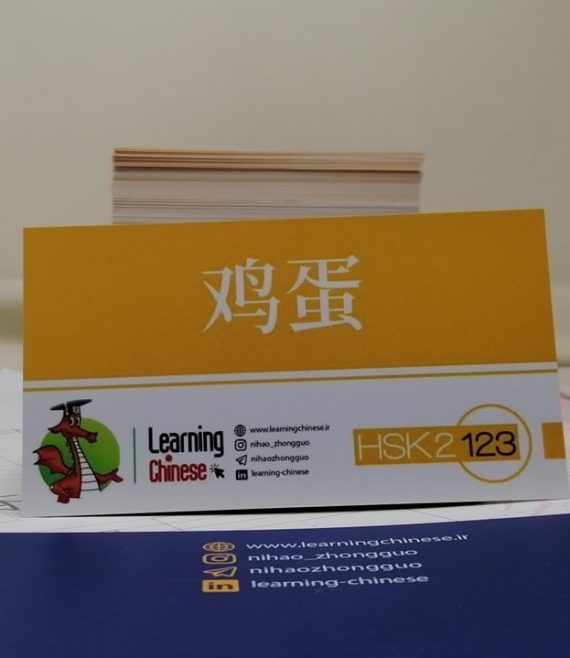 鸡蛋
Learning
Chinese
www.learningchinese.ir
nihao_zhongguo
nihaozhongguo
learning-chinese
HSK2 123
www.learningchinese.ir
nihao_zhongguo
nihaozhongguo
learning-chinese